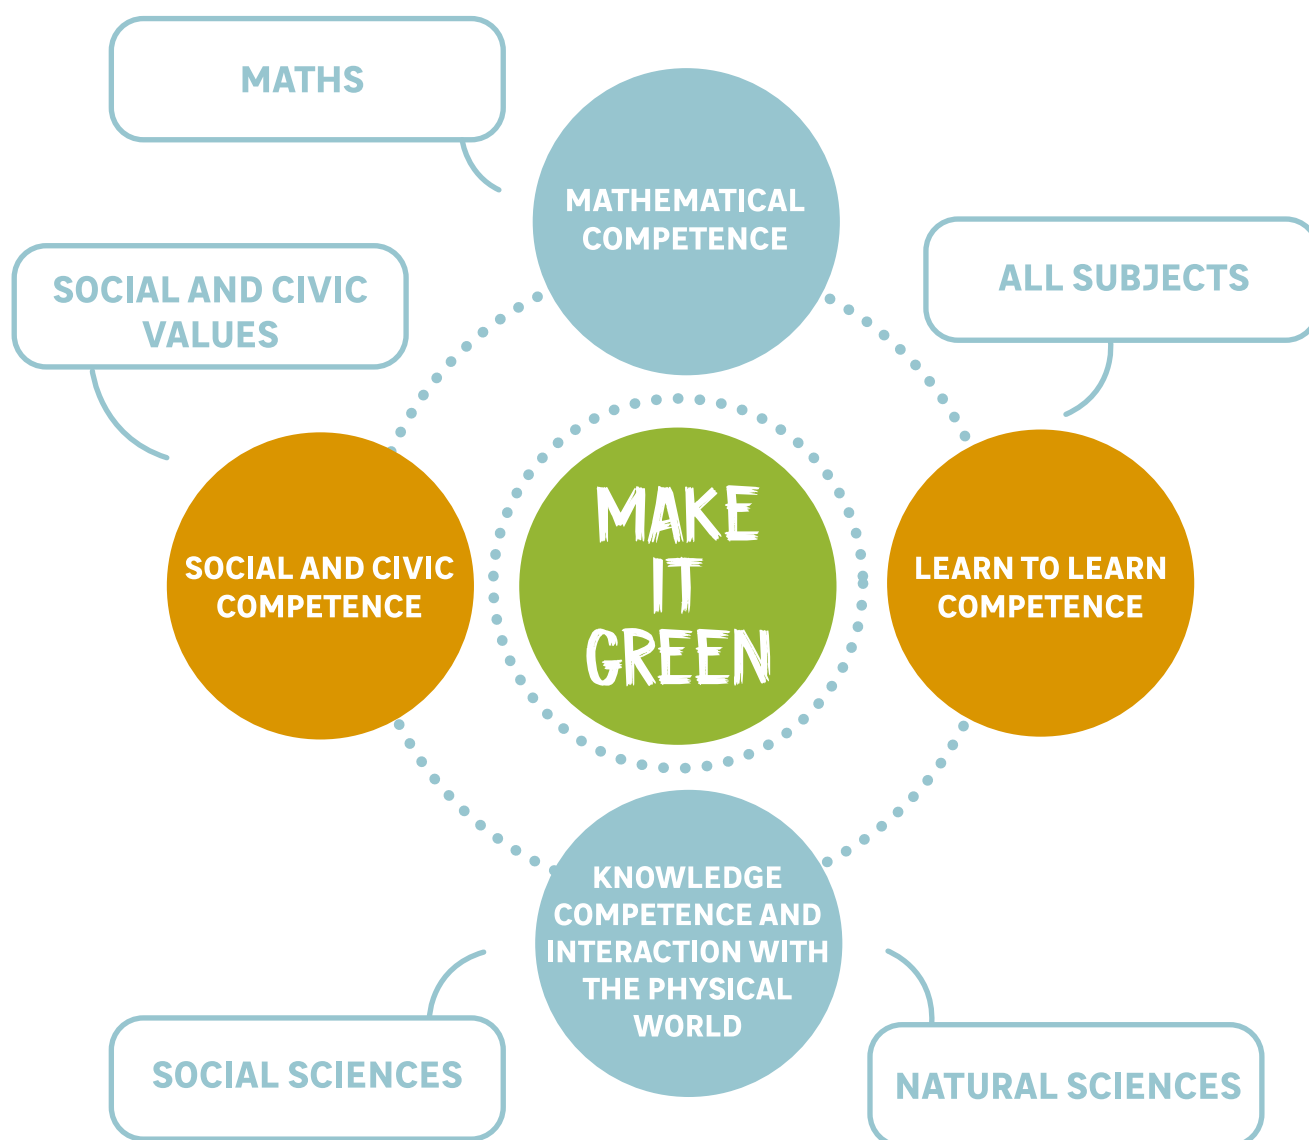 MATHS
MATHEMATICAL
COMPETENCE
ALL SUBJECTS
SOCIAL AND CIVIC
VALUES
SOCIAL AND CIVIC
COMPETENCE
MAKE
IT
GREEN
LEARN TO LEARN
COMPETENCE
KNOWLEDGE
COMPETENCE AND
INTERACTION WITH
THE PHYSICAL
WORLD
SOCIAL SCIENCES
NATURAL SCIENCES